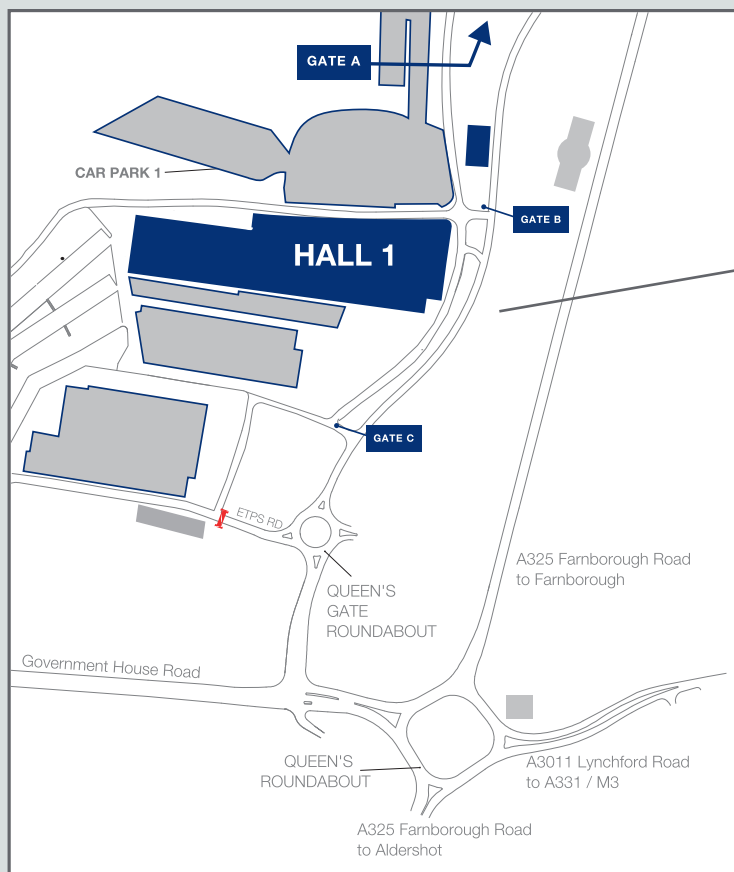 GATE A
CAR PARK 1
GATE B
HALL 1
GATE C
ETPS RD
A325 Farnborough Road
to Farnborough
QUEEN'S
GATE
ROUNDABOUT
Government House Road
QUEEN'S
ROUNDABOUT
A3011 Lynchford Road
to A331 / M3
A325 Farnborough Road
to Aldershot